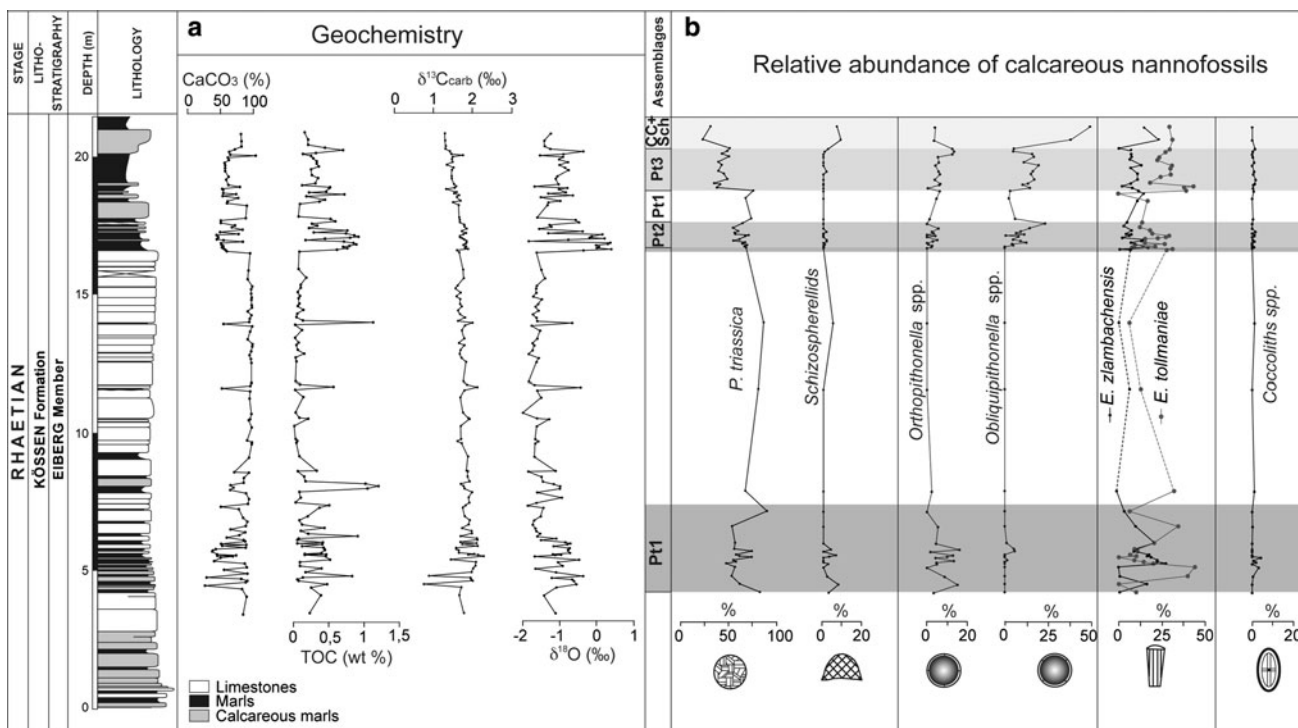 a
b
Geochemistry
Relative abundance of calcareous nannofossils
STAGE
LITHO-
STRATIGRAPHY
DEPTH (m)
LITHOLOGY
RHAETIAN
KÖSSEN Formation
EIBERG Member
20
15
10
5
0
CaCO3 (%)
0 50 100
δ13Ccarb (‰)
0 1 2 3
0 0,5 1 1,5
TOC (wt %)
-2 -1 0 1
δ18O (‰)
Limestones
Marls
Calcareous marls
Assemblages
CC+
Sch
Pt3
Pt1
Pt2
Pt1
P. triassica
Schizospherellids
Orthopithonella spp.
Obliquipithonella spp.
E. zlambachensis
E. tollmaniae
Coccoliths spp.
% % % % % %
0 50 100
0 10 20
0 10 20
0 25 50
0 25 50
0 10 20